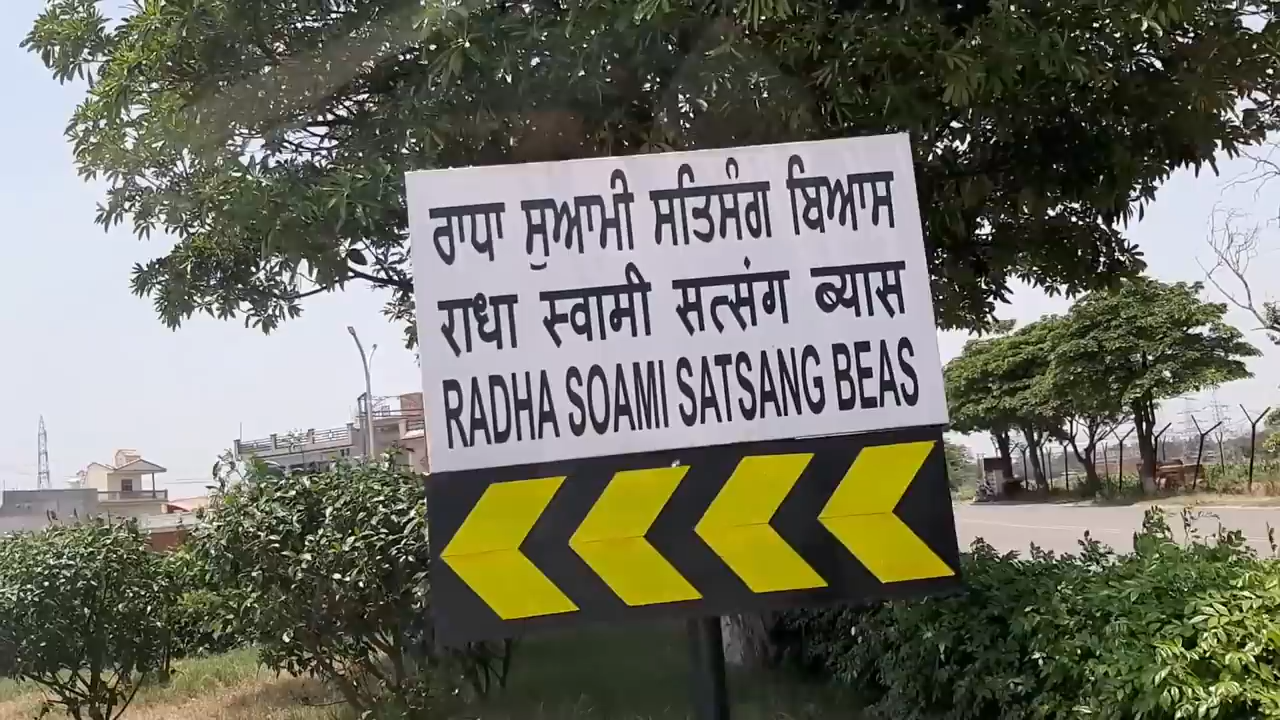 ਰਾਧਾ ਸੁਆਮੀ ਸਤਿਸੰਗ ਬਿਆਸ
राधा स्वामी सत्संग ब्यास
RADHA SOAMI SATSANG BEAS